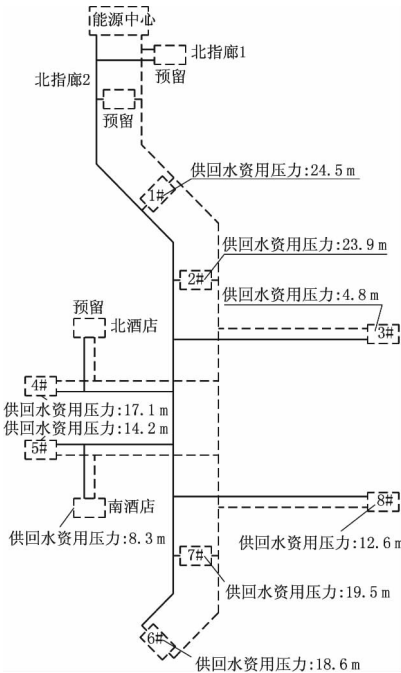 能源中心
北指廊1
北指廊2
预留
预留
供回水资用压力:24.5 m
1#
供回水资用压力:23.9 m
2#
供回水资用压力:4.8 m
预留
北酒店
3#
4#
供回水资用压力:17.1 m
供回水资用压力:14.2 m
5#
南酒店
8#
供回水资用压力:8.3 m
供回水资用压力:12.6 m
7#
供回水资用压力:19.5 m
6#
供回水资用压力:18.6 m